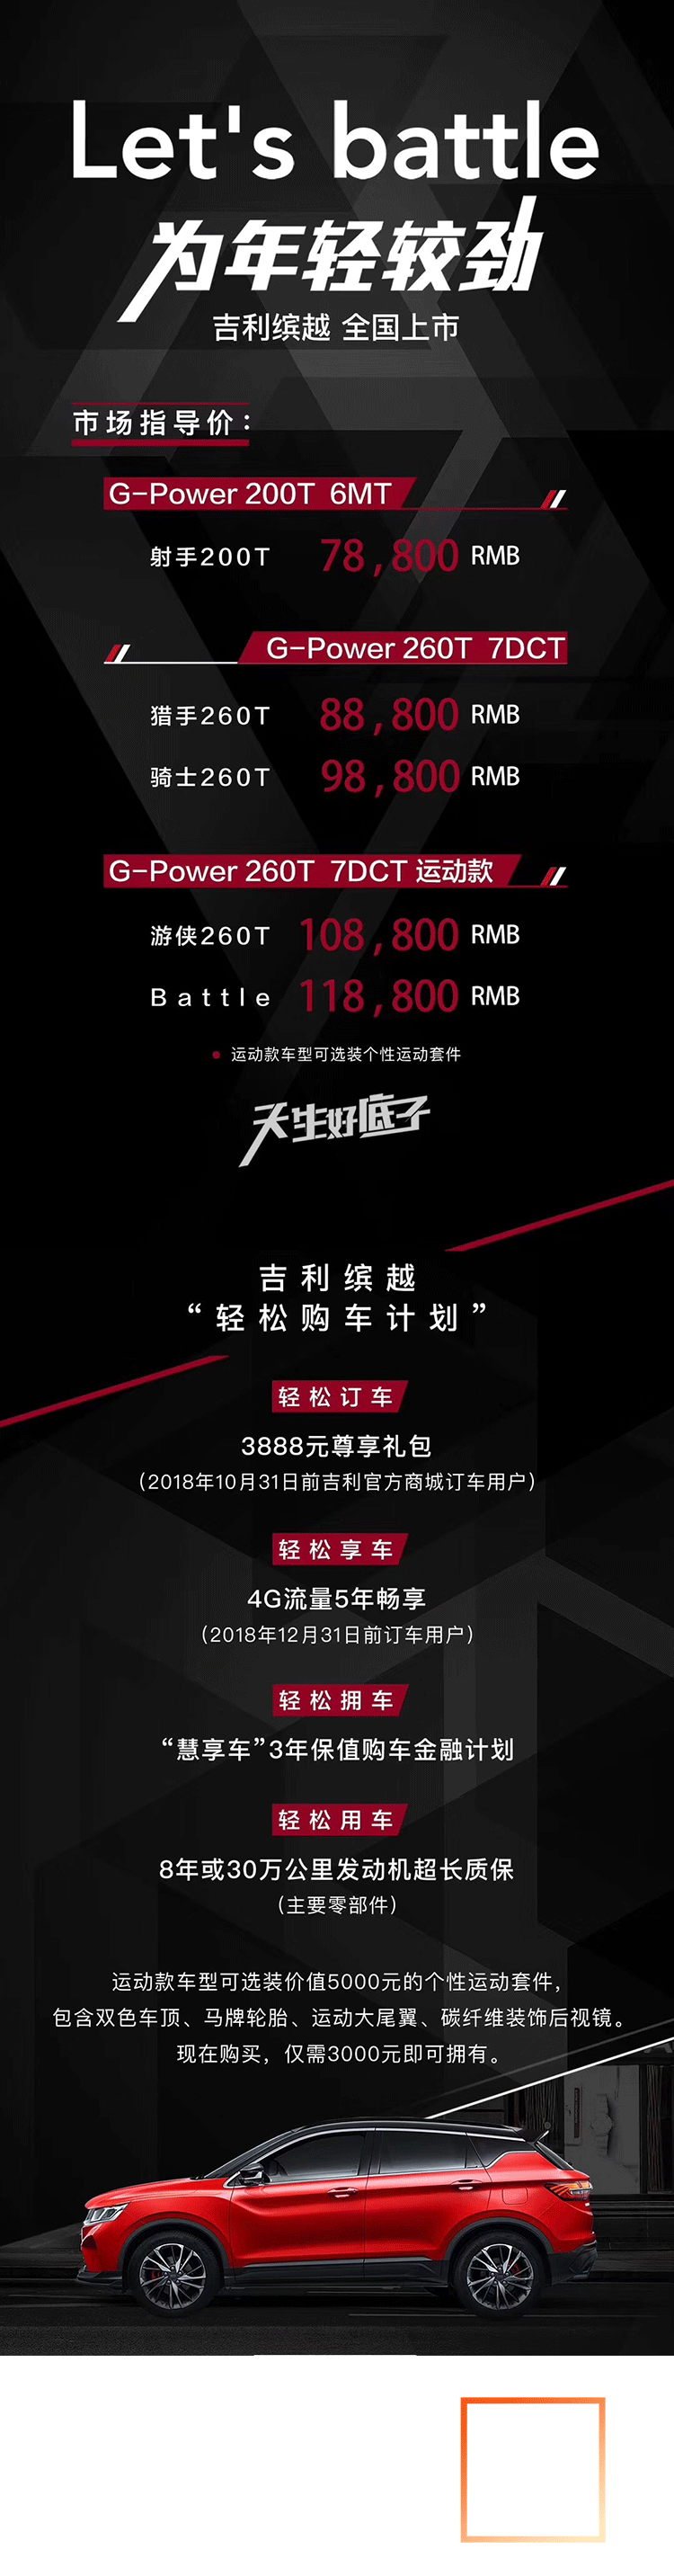 Let's battle
为年轻较劲
吉利缤越 全国上市
市场指导价：
G-Power 200T 6MT
射手200T 78,800 RMB
G-Power 260T 7DCT
猎手260T 88,800 RMB
骑士260T 98,800 RMB
G-Power 260T 7DCT 运动款
游侠260T 108,800 RMB
Battle 118,800 RMB
• 运动款车型可选装个性运动套件
天生好底子
吉利缤越
“轻松购车计划”
轻松订车
3888元尊享礼包
（2018年10月31日前吉利官方商城订车用户）
轻松享车
4G流量5年畅享
（2018年12月31日前订车用户）
轻松拥车
“慧享车”3年保值购车金融计划
轻松用车
8年或30万公里发动机超长质保
（主要零部件）
运动款车型可选装价值5000元的个性运动套件，
包含双色车顶、马牌轮胎、运动大尾翼、碳纤维装饰后视镜。
现在购买，仅需3000元即可拥有。